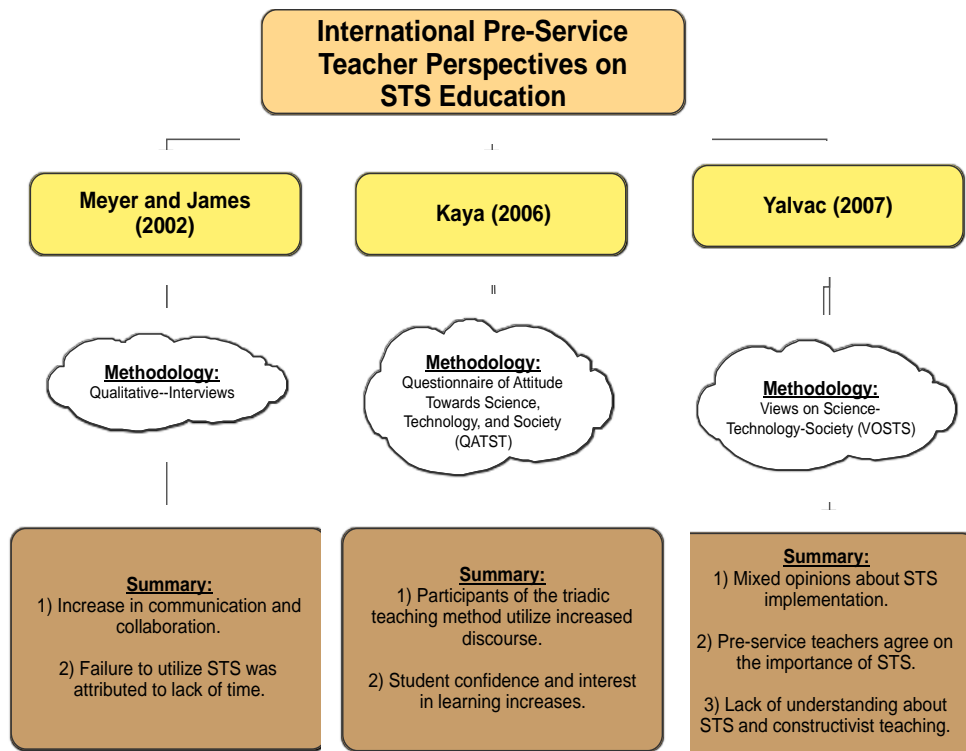 International Pre-Service
Teacher Perspectives on
STS Education
Meyer and James
(2002)
Methodology:
Qualitative--Interviews
Summary:
1) Increase in communication and
collaboration.
2) Failure to utilize STS was
attributed to lack of time.
Kaya (2006)
Methodology:
Questionnaire of Attitude
Towards Science,
Technology, and Society
(QATST)
Summary:
1) Participants of the triadic
teaching method utilize increased
discourse.
2) Student confidence and interest
in learning increases.
Yalvac (2007)
Methodology:
Views on Science-
Technology-Society (VOSTS)
Summary:
1) Mixed opinions about STS
implementation.
2) Pre-service teachers agree on
the importance of STS.
3) Lack of understanding about
STS and constructivist teaching.